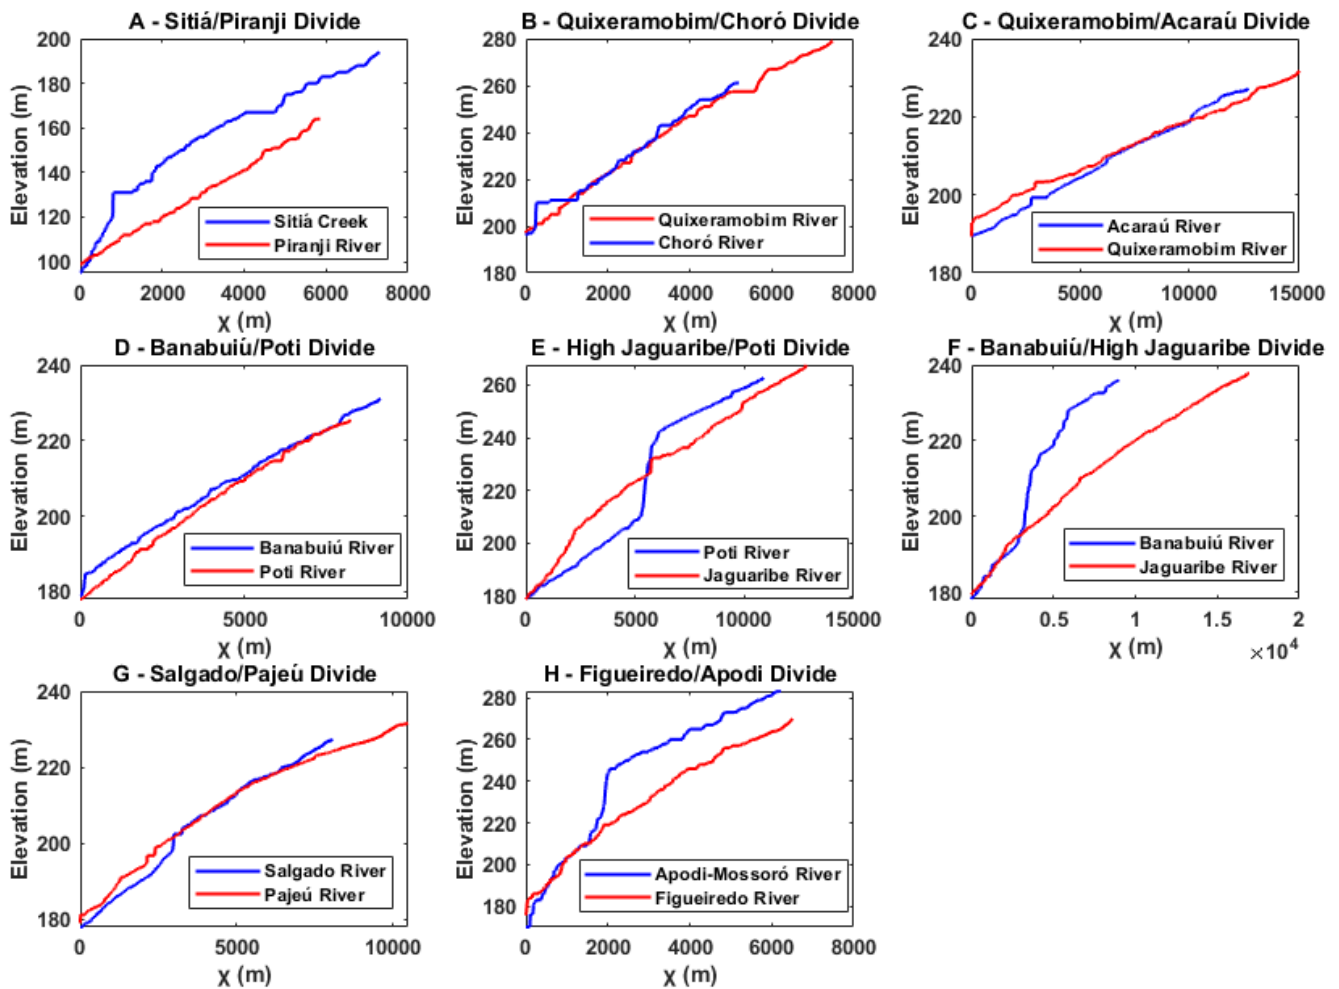 A - Sitiá/Piranji Divide
Elevation (m)
200
180
160
140
120
100
0
2000
4000
6000
8000
χ (m)
Sitiá Creek
Piranji River
B - Quixeramobim/Choró Divide
Elevation (m)
280
260
240
220
200
180
0
2000
4000
6000
8000
χ (m)
Quixeramobim River
Choró River
C - Quixeramobim/Acaraú Divide
Elevation (m)
240
220
200
180
0
5000
10000
15000
χ (m)
Acaraú River
Quixeramobim River
D - Banabuiú/Poti Divide
Elevation (m)
240
220
200
180
0
5000
10000
χ (m)
Banabuiú River
Poti River
E - High Jaguaribe/Poti Divide
Elevation (m)
260
240
220
200
180
0
5000
10000
15000
χ (m)
Poti River
Jaguaribe River
F - Banabuiú/High Jaguaribe Divide
Elevation (m)
240
220
200
180
0
0.5
1
1.5
2
χ (m)
×10⁴
Banabuiú River
Jaguaribe River
G - Salgado/Pajeú Divide
Elevation (m)
240
220
200
180
0
5000
10000
χ (m)
Salgado River
Pajeú River
H - Figueiredo/Apodi Divide
Elevation (m)
280
260
240
220
200
180
0
2000
4000
6000
8000
χ (m)
Apodi-Mossoró River
Figueiredo River